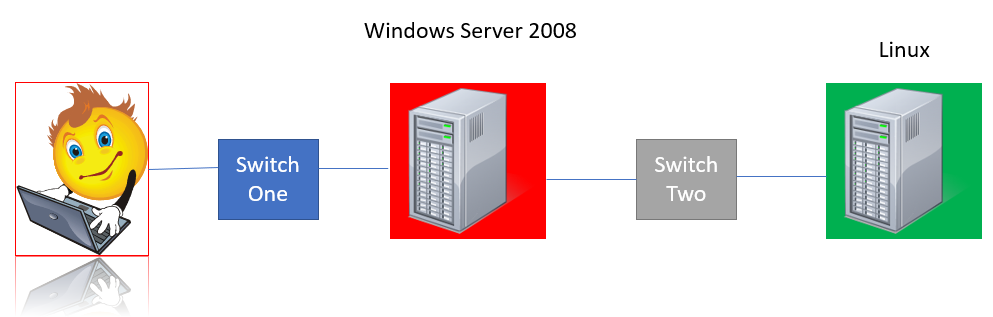 Windows Server 2008
Linux
Switch
One
Switch
Two